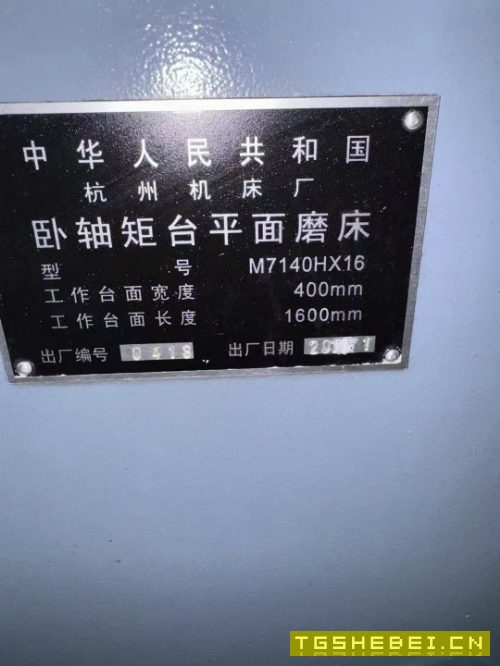 中华人民共和国
杭州机床厂
卧轴矩台平面磨床
型 号 M7140HX16
工作台面宽度 400mm
工作台面长度 1600mm
出厂编号 0418
出厂日期
TGSHEBEI.CN